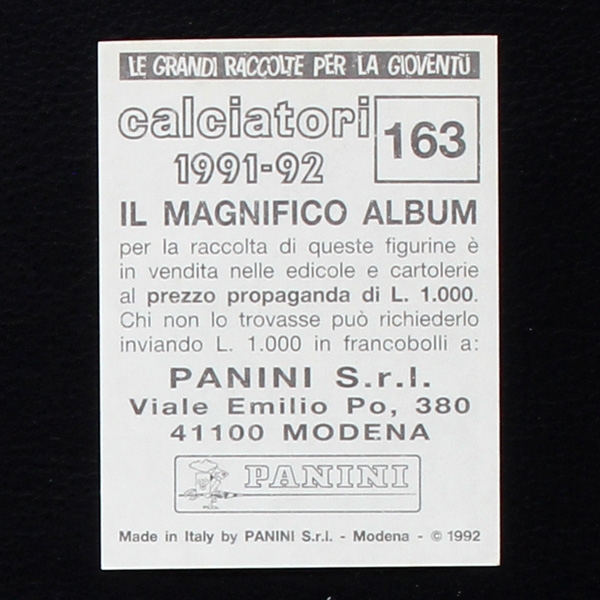 LE GRANDI RACCOLTE PER LA GIOVENTÙ
calciatori 163
1991-92
IL MAGNIFICO ALBUM
per la raccolta di queste figurine è
in vendita nelle edicole e cartolerie
al prezzo propaganda di L. 1.000.
Chi non lo trovasse può richiederlo
inviando L. 1.000 in francobolli a:
PANINI S.r.l.
Viale Emilio Po, 380
41100 MODENA
PANINI
Made in Italy by PANINI S.r.l. - Modena - © 1992